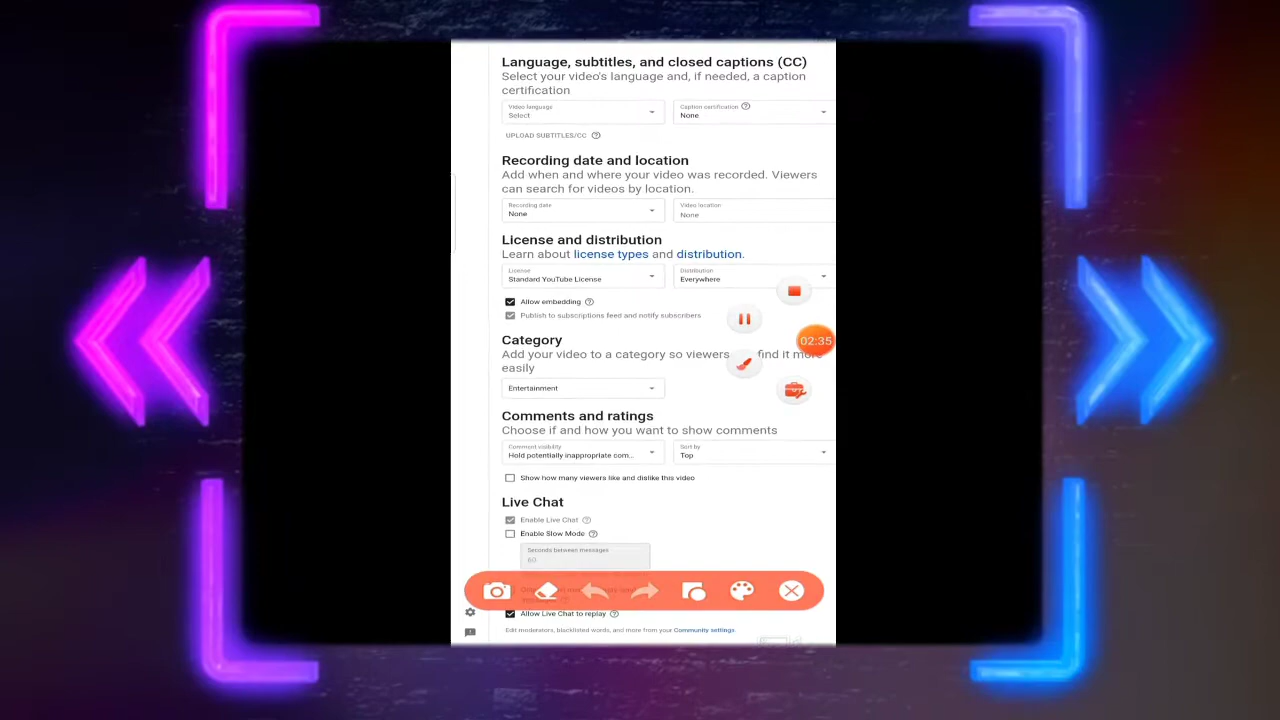 Language, subtitles, and closed captions (CC)
Select your video's language and, if needed, a caption
certification
Video language
Select
Caption certification
None
UPLOAD SUBTITLES/CC
Recording date and location
Add when and where your video was recorded. Viewers
can search for videos by location.
Recording date
None
Video location
None
License and distribution
Learn about license types and distribution.
License
Standard YouTube License
Distribution
Everywhere
Allow embedding
Publish to subscriptions feed and notify subscribers
Category
Add your video to a category so viewers find it more
easily
Entertainment
02:35
Comments and ratings
Choose if and how you want to show comments
Comment visibility
Hold potentially inappropriate com...
Sort by
Top
Show how many viewers like and dislike this video
Live Chat
Enable Live Chat
Enable Slow Mode
Seconds between messages
60
Allow Live Chat to replay
Edit moderators, blacklisted words, and more from your Community settings.